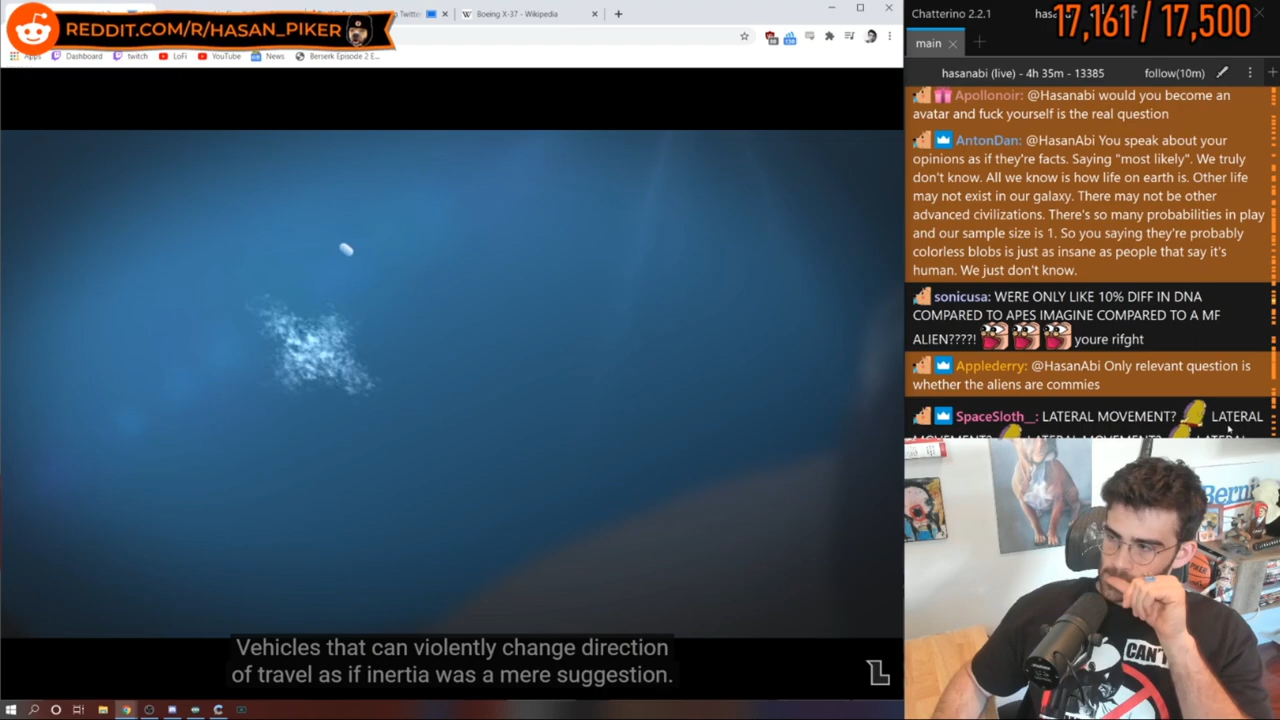 REDDIT.COM/R/HASAN_PIKER
Twitter
Boeing X-37 - Wikipedia
Apps
Dashboard
twitch
LoFi
YouTube
News
Berserk Episode 2 E...
Chatterino 2.2.1
17,161 / 17,500
main
hasanabi (live) - 4h 35m - 13385
follow(10m)
Apollonoir: @Hasanabi would you become an
avatar and fuck yourself is the real question
AntonDan: @HasanAbi You speak about your
opinions as if they're facts. Saying "most likely". We truly
don't know. All we know is how life on earth is. Other life
may not exist in our galaxy. There may not be other
advanced civilizations. There's so many probabilities in play
and our sample size is 1. So you saying they're probably
colorless blobs is just as insane as people that say it's
human. We just don't know.
sonicusa: WERE ONLY LIKE 10% DIFF IN DNA
COMPARED TO APES IMAGINE COMPARED TO A MF
ALIEN????! youre rifght
Applederry: @HasanAbi Only relevant question is
whether the aliens are commies
SpaceSloth__: LATERAL MOVEMENT? LATERAL
Bernie
CAN'T
Vehicles that can violently change direction
of travel as if inertia was a mere suggestion.